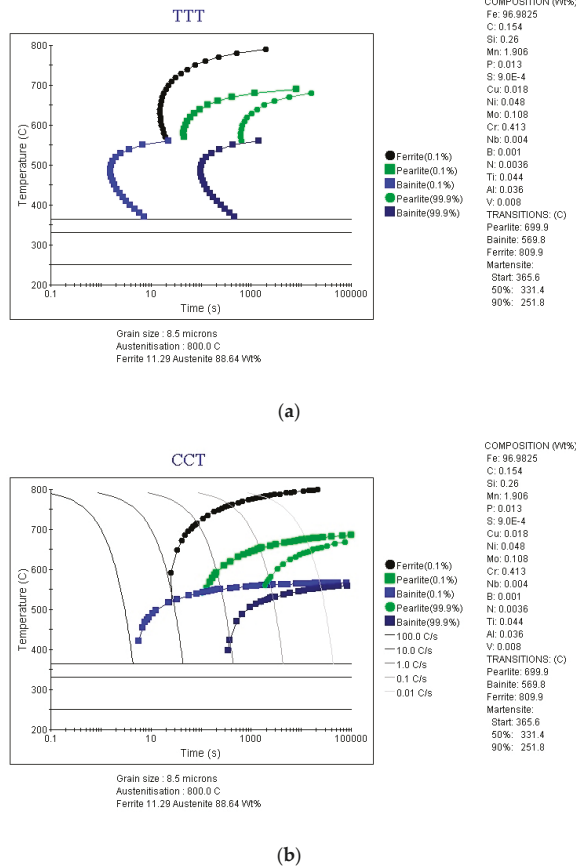 TTT
COMPOSITION (Wt%)
Fe: 96.9825
C: 0.154
Si: 0.26
Mn: 1.906
P: 0.013
S: 9.0E-4
Cu: 0.018
Ni: 0.048
Mo: 0.108
Cr: 0.413
Nb: 0.004
B: 0.001
N: 0.0036
Ti: 0.044
Al: 0.036
V: 0.008
TRANSITIONS: (C)
Pearlite: 699.9
Bainite: 569.8
Ferrite: 809.9
Martensite:
Start: 365.6
50%: 331.4
90%: 251.8
Temperature (C)
800
700
600
500
400
300
200
0.1
10
1000
100000
Time (s)
Ferrite(0.1%)
Pearlite(0.1%)
Bainite(0.1%)
Pearlite(99.9%)
Bainite(99.9%)
Grain size : 8.5 microns
Austenitisation : 800.0 C
Ferrite 11.29 Austenite 88.64 Wt%
(a)
CCT
COMPOSITION (Wt%)
Fe: 96.9825
C: 0.154
Si: 0.26
Mn: 1.906
P: 0.013
S: 9.0E-4
Cu: 0.018
Ni: 0.048
Mo: 0.108
Cr: 0.413
Nb: 0.004
B: 0.001
N: 0.0036
Ti: 0.044
Al: 0.036
V: 0.008
TRANSITIONS: (C)
Pearlite: 699.9
Bainite: 569.8
Ferrite: 809.9
Martensite:
Start: 365.6
50%: 331.4
90%: 251.8
Temperature (C)
800
700
600
500
400
300
200
0.1
10
1000
100000
Time (s)
Ferrite(0.1%)
Pearlite(0.1%)
Bainite(0.1%)
Pearlite(99.9%)
Bainite(99.9%)
100.0 C/s
10.0 C/s
1.0 C/s
0.1 C/s
0.01 C/s
Grain size : 8.5 microns
Austenitisation : 800.0 C
Ferrite 11.29 Austenite 88.64 Wt%
(b)